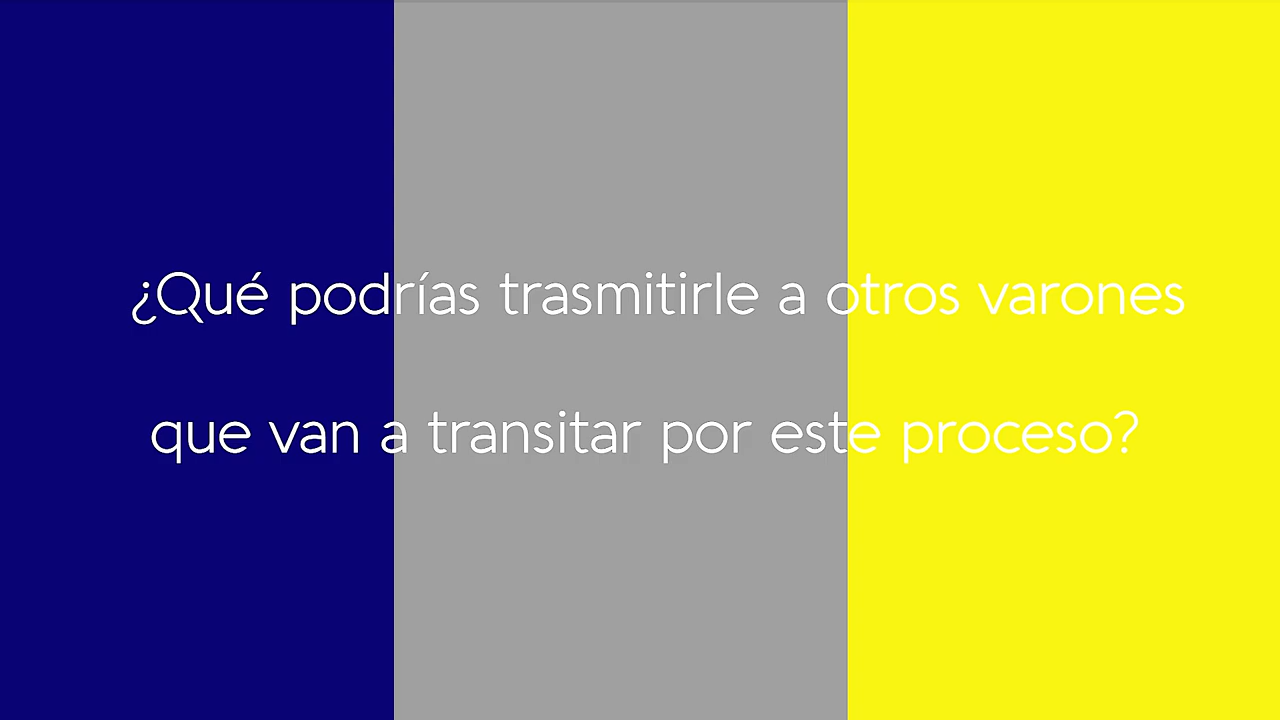 ¿Qué podrías trasmitirle a otros varones
que van a transitar por este proceso?